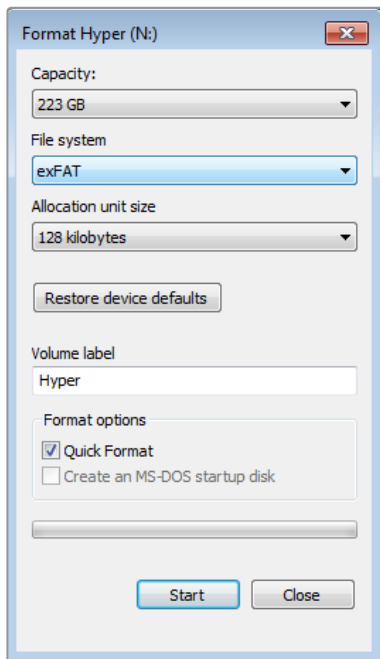 Format Hyper (N:)
Capacity:
223 GB
File system
exFAT
Allocation unit size
128 kilobytes
Restore device defaults
Volume label
Hyper
Format options
Quick Format
Create an MS-DOS startup disk
Start Close